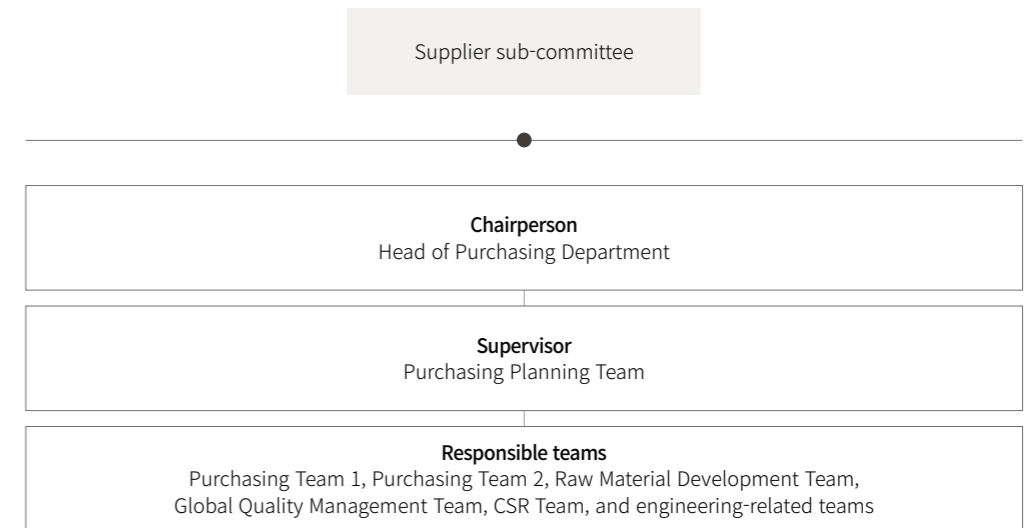 Supplier sub-committee
Chairperson
Head of Purchasing Department
Supervisor
Purchasing Planning Team
Responsible teams
Purchasing Team 1, Purchasing Team 2, Raw Material Development Team,
Global Quality Management Team, CSR Team, and engineering-related teams